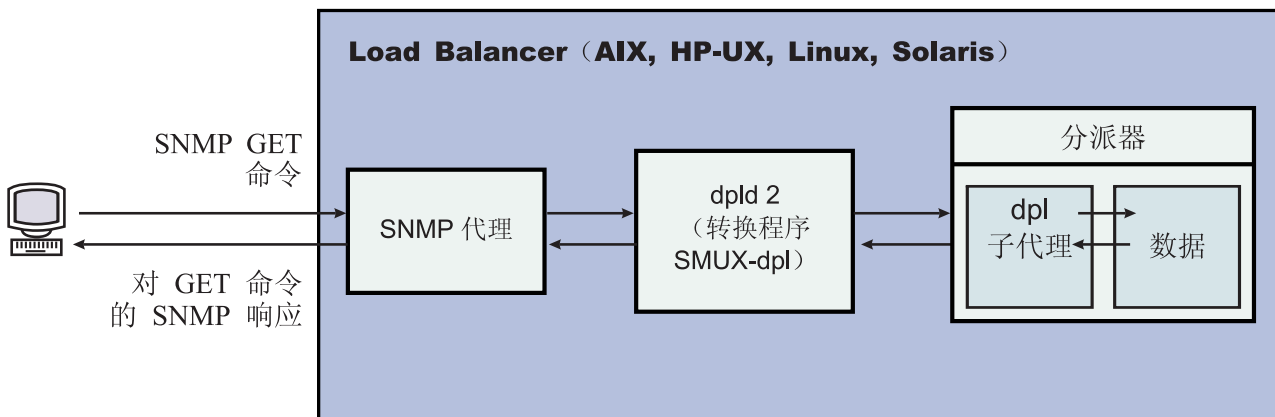 Load Balancer（AIX, HP-UX, Linux, Solaris）
SNMP GET
命令
对 GET 命令
的 SNMP 响应
SNMP 代理
dpld 2
（转换程序
SMUX-dpl）
分派器
dpl
子代理
数据